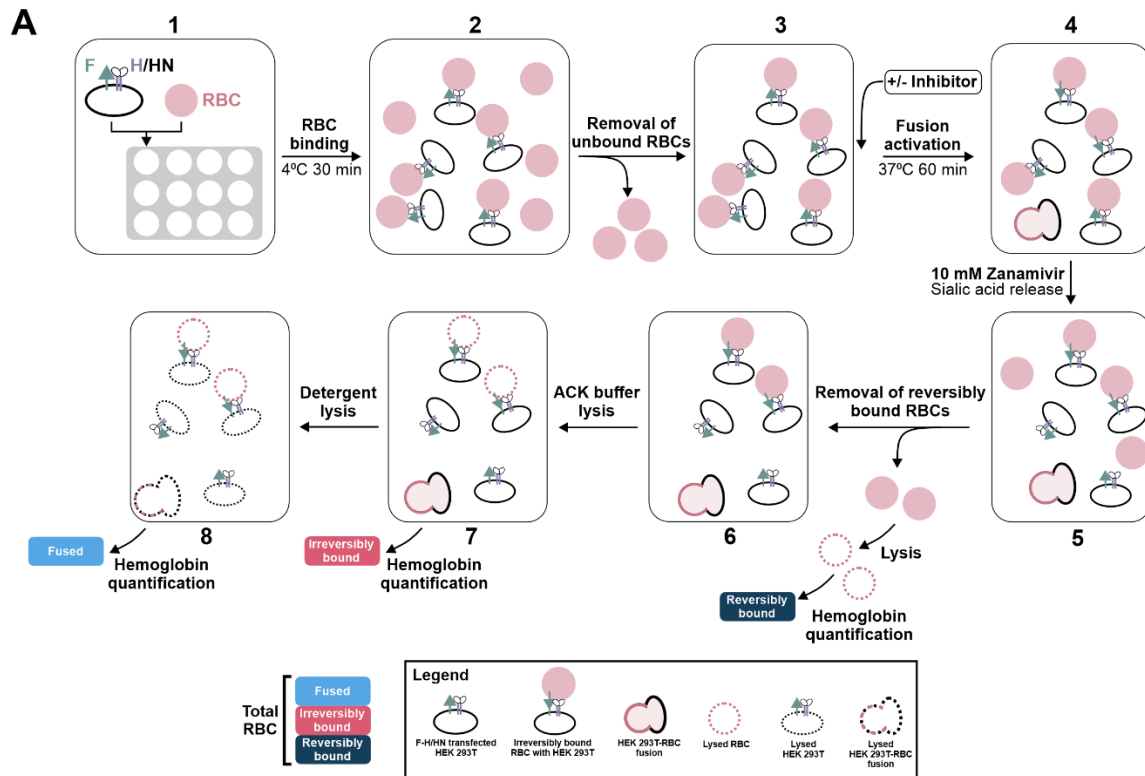 A
1
F
H/HN
RBC
RBC
binding
4ºC 30 min
2
Removal of
unbound RBCs
3
+/- Inhibitor
Fusion
activation
37ºC 60 min
4
10 mM Zanamivir
Sialic acid release
5
Removal of reversibly
bound RBCs
Lysis
Hemoglobin
quantification
Reversibly
bound
6
ACK buffer
lysis
7
Irreversibly
bound
Hemoglobin
quantification
Detergent
lysis
8
Fused
Hemoglobin
quantification
Total
RBC
Fused
Irreversibly
bound
Reversibly
bound
Legend
F-H/HN transfected
HEK 293T
Irreversibly bound
RBC with HEK 293T
HEK 293T-RBC
fusion
Lysed RBC
Lysed
HEK 293T
Lysed
HEK 293T-RBC
fusion